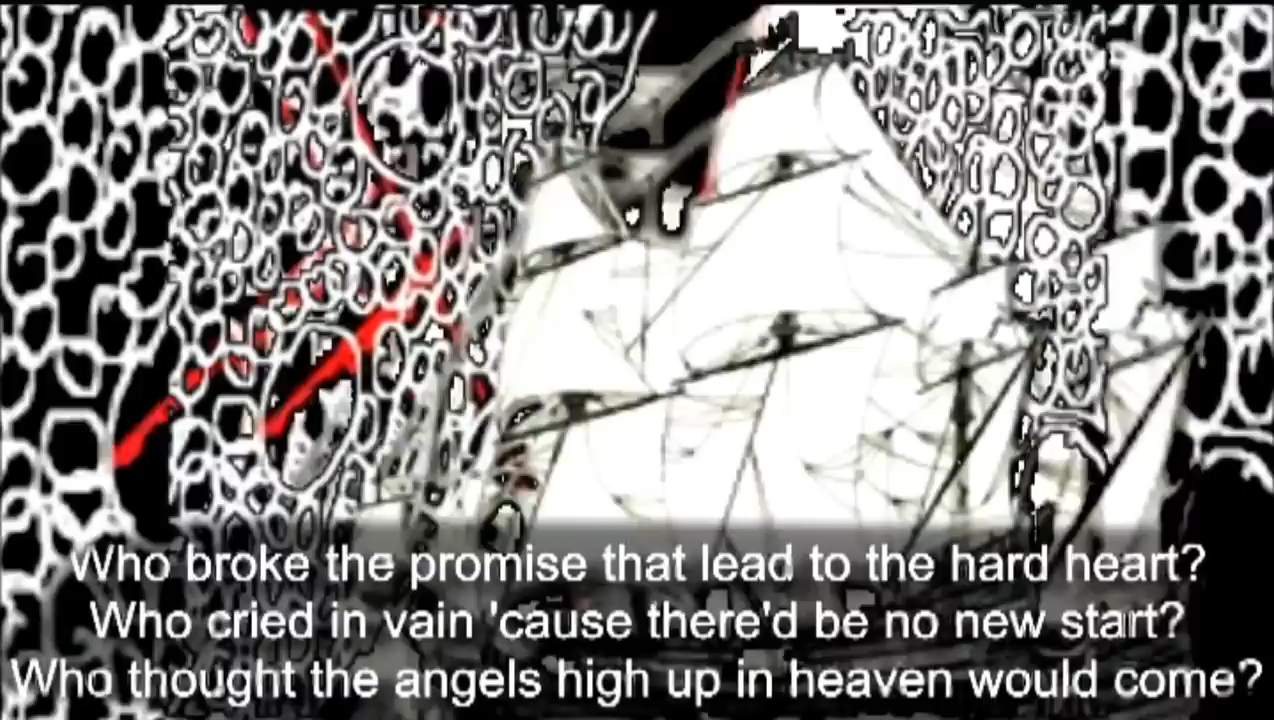 Who broke the promise that lead to the hard heart?
Who cried in vain 'cause there'd be no new start?
Who thought the angels high up in heaven would come?